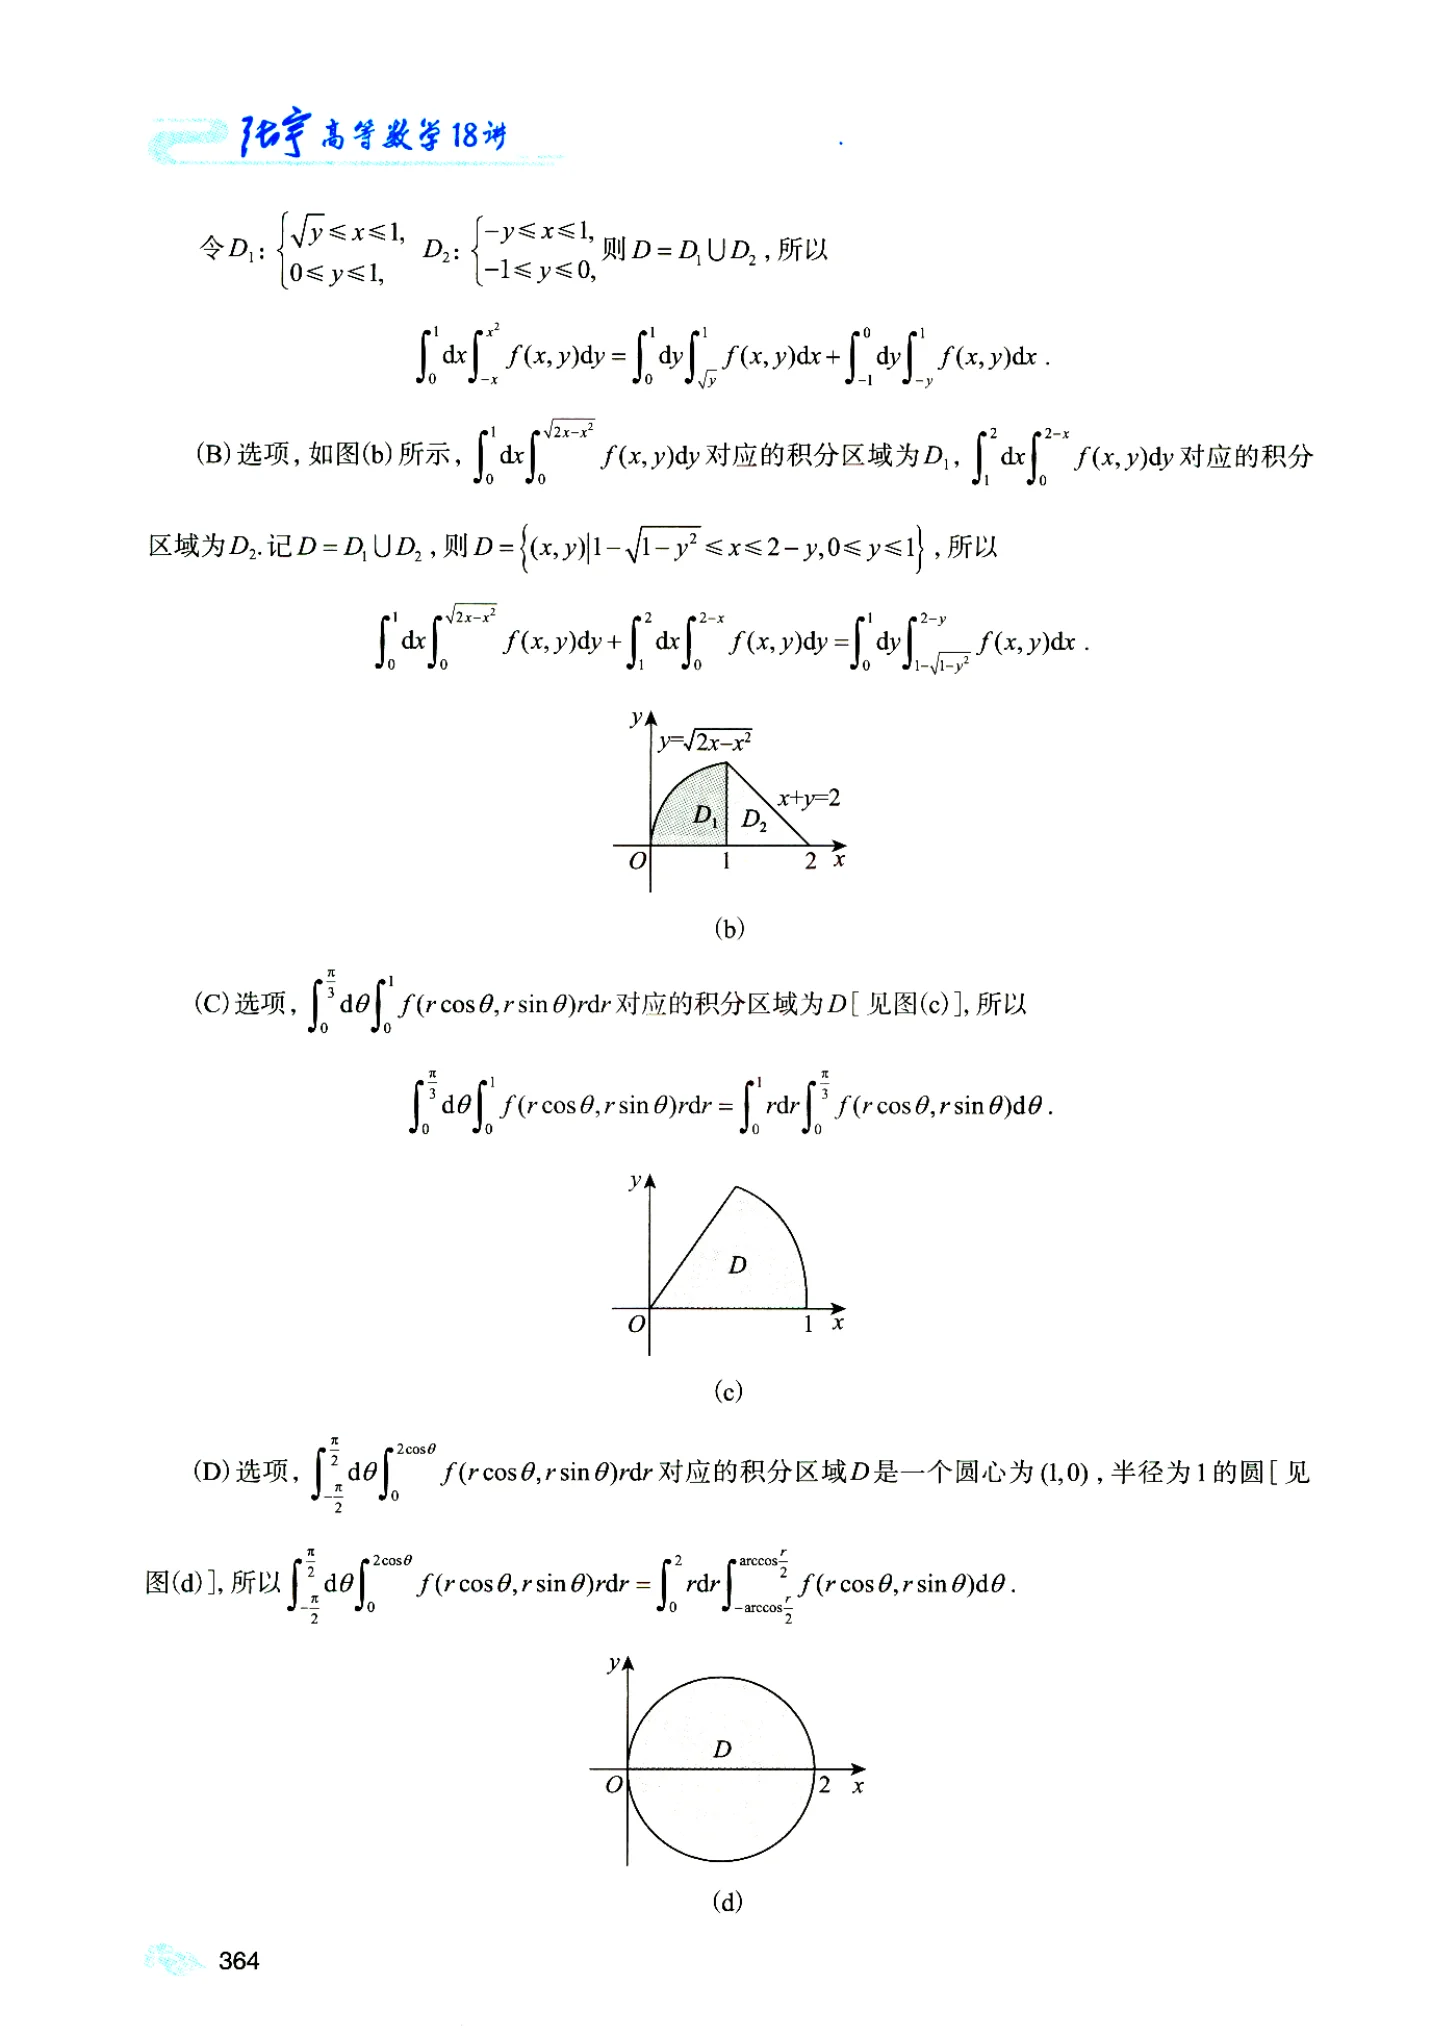 张宇高等数学18讲
令 $D_1$: $\begin{cases}\sqrt{y}\leqslant x\leqslant 1,\\ 0\leqslant y\leqslant 1,\end{cases}$ $D_2$: $\begin{cases}-y\leqslant x\leqslant 1,\\ -1\leqslant y\leqslant 0,\end{cases}$ 则 $D=D_1\cup D_2$,所以
$\int_0^1 dx\int_{-x}^{x^2} f(x,y)dy=\int_0^1 dy\int_{\sqrt{y}}^1 f(x,y)dx+\int_{-1}^0 dy\int_{-y}^1 f(x,y)dx.$
(B)选项,如图(b)所示, $\int_0^1 dx\int_0^{\sqrt{2x-x^2}} f(x,y)dy$ 对应的积分区域为 $D_1$, $\int_1^2 dx\int_0^{2-x} f(x,y)dy$ 对应的积分
区域为 $D_2$.记 $D=D_1\cup D_2$,则 $D=\left\{(x,y)|1-\sqrt{1-y^2}\leqslant x\leqslant 2-y,0\leqslant y\leqslant 1\right\}$,所以
$\int_0^1 dx\int_0^{\sqrt{2x-x^2}} f(x,y)dy+\int_1^2 dx\int_0^{2-x} f(x,y)dy=\int_0^1 dy\int_{1-\sqrt{1-y^2}}^{2-y} f(x,y)dx.$
y
$y=\sqrt{2x-x^2}$
x+y=2
$D_1$ $D_2$
O 1 2 x
(b)
(C)选项, $\int_0^{\frac{\pi}{3}} d\theta\int_0^1 f(r\cos\theta,r\sin\theta)rdr$ 对应的积分区域为 D[见图(c)],所以
$\int_0^{\frac{\pi}{3}} d\theta\int_0^1 f(r\cos\theta,r\sin\theta)rdr=\int_0^1 rdr\int_0^{\frac{\pi}{3}} f(r\cos\theta,r\sin\theta)d\theta.$
y
D
O 1 x
(c)
(D)选项, $\int_{-\frac{\pi}{2}}^{\frac{\pi}{2}} d\theta\int_0^{2\cos\theta} f(r\cos\theta,r\sin\theta)rdr$ 对应的积分区域 D 是一个圆心为 (1,0),半径为1的圆[见
图(d)],所以 $\int_{-\frac{\pi}{2}}^{\frac{\pi}{2}} d\theta\int_0^{2\cos\theta} f(r\cos\theta,r\sin\theta)rdr=\int_0^2 rdr\int_{-\arccos\frac{r}{2}}^{\arccos\frac{r}{2}} f(r\cos\theta,r\sin\theta)d\theta.$
y
D
O 2 x
(d)
364